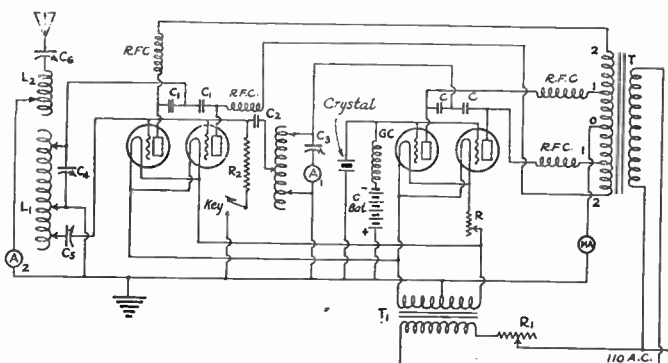 C6
L2
R.F.C
2
T
R.F.C.
C1 C1
C2
C3
A 1
Crystal
GC
C C
R.F.C
1
0
R.F.C.
1
2
C4
R2
Key
C Bat.
-
+
R
MA
L1
C5
A 2
T1
R1
110 A.C.